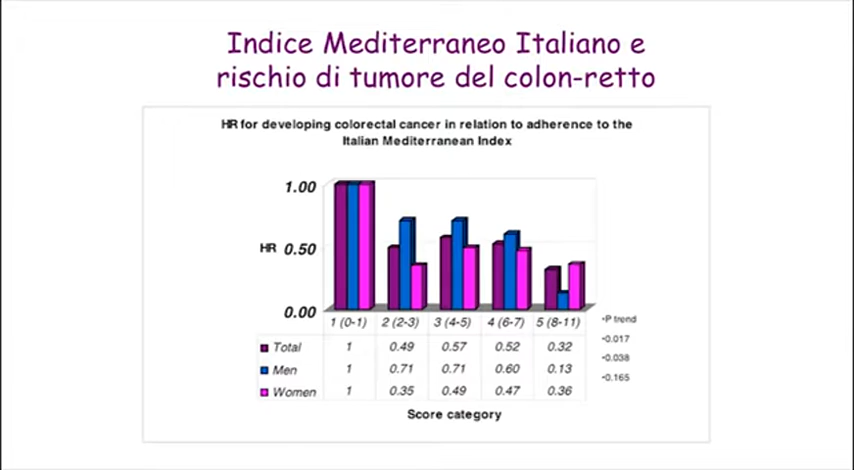 Indice Mediterraneo Italiano e
rischio di tumore del colon-retto
HR for developing colorectal cancer in relation to adherence to the
Italian Mediterranean Index
1.00
HR 0.50
0.00
1 (0-1) 2 (2-3) 3 (4-5) 4 (6-7) 5 (8-11) •P trend
Total 1 0.49 0.57 0.52 0.32 •0.017
Men 1 0.71 0.71 0.60 0.13 •0.038
Women 1 0.35 0.49 0.47 0.36 •0.165
Score category